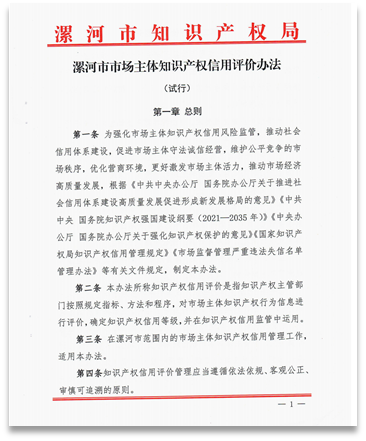 漯河市知识产权局
漯河市市场主体知识产权信用评价办法
（试行）
第一章 总则
第一条 为强化市场主体知识产权信用风险监管，推动社会
信用体系建设，促进市场主体守法诚信经营，维护公平竞争的市
场秩序，优化营商环境，更好激发市场主体活力，推动市场经济
高质量发展，根据《中共中央办公厅 国务院办公厅关于推进社
会信用体系建设高质量发展促进形成新发展格局的意见》《中共
中央 国务院知识产权强国建设纲要（2021—2035年）》《中央办
公厅 国务院办公厅关于强化知识产权保护的意见》《国家知识产
权局知识产权信用管理规定》《市场监督管理严重违法失信名单
管理办法》等有关文件规定，制定本办法。
第二条 本办法所称知识产权信用评价是指知识产权主管部
门按照规定指标、方法和程序，对市场主体知识产权行为信息进
行评价，确定知识产权信用等级，并在知识产权信用监管中运用。
第三条 在漯河市范围内的市场主体知识产权信用管理工作，
适用本办法。
第四条知识产权信用评价管理应当遵循依法依规、客观公正、
审慎可追溯的原则。
— 1 —